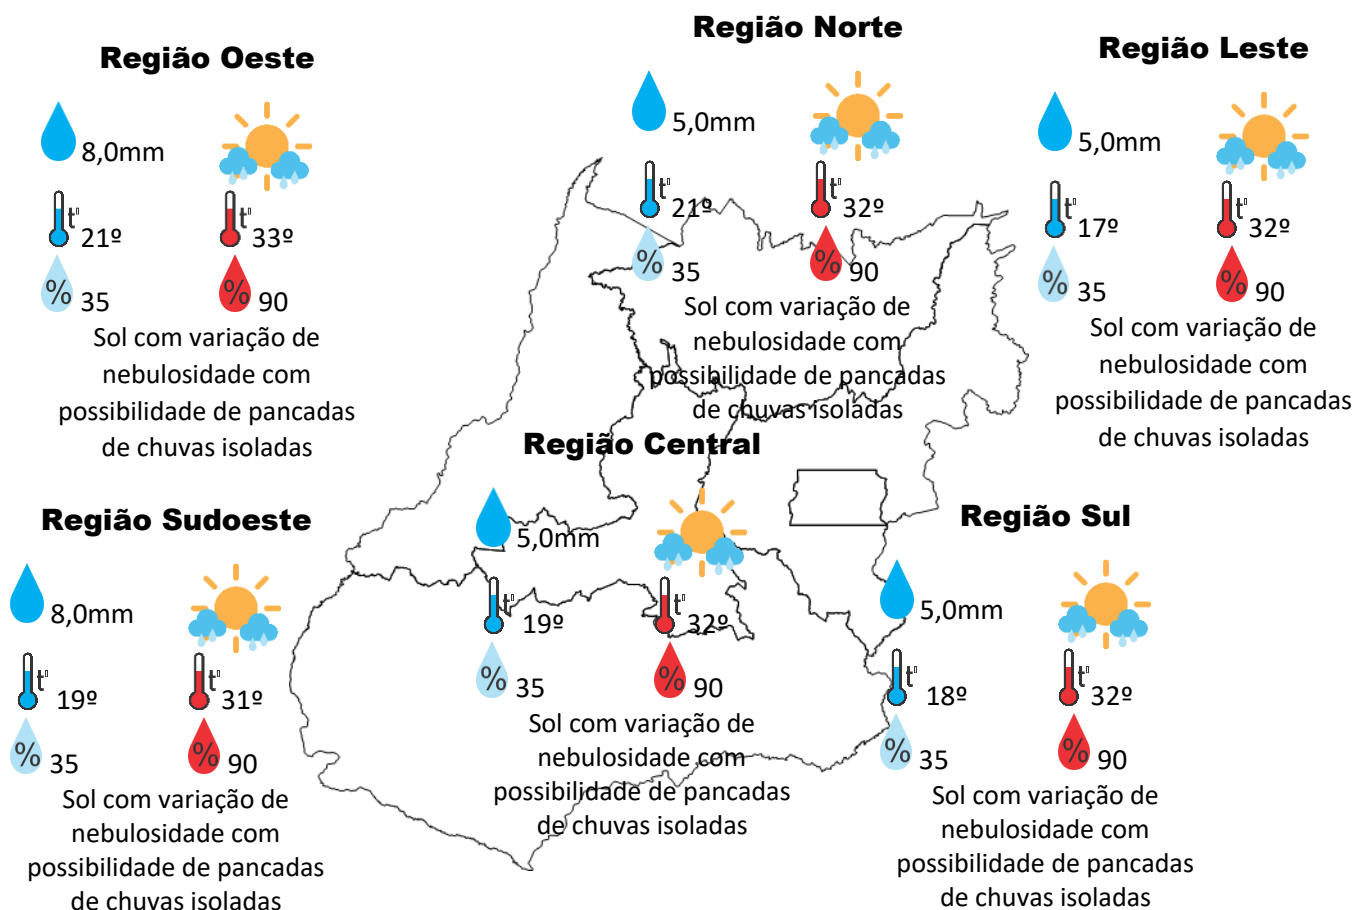 Região Oeste
8,0mm
t°
21º
t°
33º
% 35
% 90
Sol com variação de
nebulosidade com
possibilidade de pancadas
de chuvas isoladas
Região Norte
5,0mm
t°
21º
t°
32º
% 35
% 90
Sol com variação de
nebulosidade com
possibilidade de pancadas
de chuvas isoladas
Região Leste
5,0mm
t°
17º
t°
32º
% 35
% 90
Sol com variação de
nebulosidade com
possibilidade de pancadas
de chuvas isoladas
Região Sudoeste
8,0mm
t°
19º
t°
31º
% 35
% 90
Sol com variação de
nebulosidade com
possibilidade de pancadas
de chuvas isoladas
Região Central
5,0mm
t°
19º
t°
32º
% 35
% 90
Sol com variação de
nebulosidade com
possibilidade de pancadas
de chuvas isoladas
Região Sul
5,0mm
t°
18º
t°
32º
% 35
% 90
Sol com variação de
nebulosidade com
possibilidade de pancadas
de chuvas isoladas